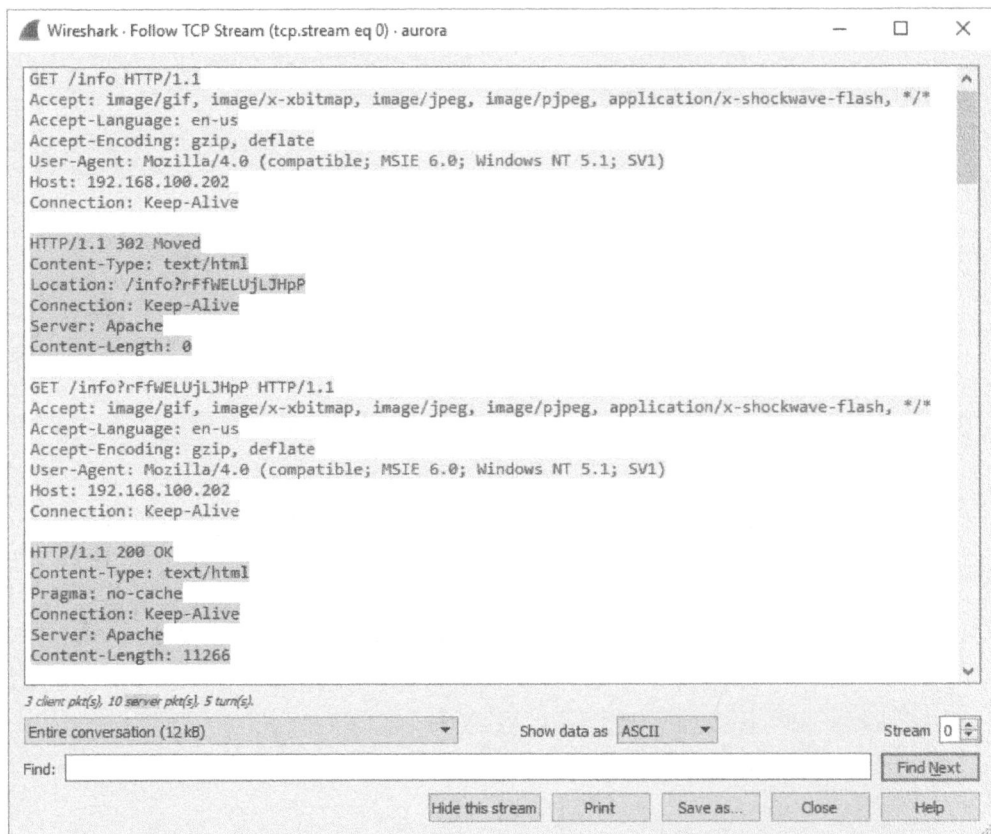 Wireshark · Follow TCP Stream (tcp.stream eq 0) · aurora
GET /info HTTP/1.1
Accept: image/gif, image/x-xbitmap, image/jpeg, image/pjpeg, application/x-shockwave-flash, */*
Accept-Language: en-us
Accept-Encoding: gzip, deflate
User-Agent: Mozilla/4.0 (compatible; MSIE 6.0; Windows NT 5.1; SV1)
Host: 192.168.100.202
Connection: Keep-Alive
HTTP/1.1 302 Moved
Content-Type: text/html
Location: /info?rFfWELUjLJHpP
Connection: Keep-Alive
Server: Apache
Content-Length: 0
GET /info?rFfWELUjLJHpP HTTP/1.1
Accept: image/gif, image/x-xbitmap, image/jpeg, image/pjpeg, application/x-shockwave-flash, */*
Accept-Language: en-us
Accept-Encoding: gzip, deflate
User-Agent: Mozilla/4.0 (compatible; MSIE 6.0; Windows NT 5.1; SV1)
Host: 192.168.100.202
Connection: Keep-Alive
HTTP/1.1 200 OK
Content-Type: text/html
Pragma: no-cache
Connection: Keep-Alive
Server: Apache
Content-Length: 11266
3 client pkt(s), 10 server pkt(s), 5 turn(s).
Entire conversation (12 kB) Show data as ASCII Stream 0
Find: Find Next
Hide this stream Print Save as... Close Help